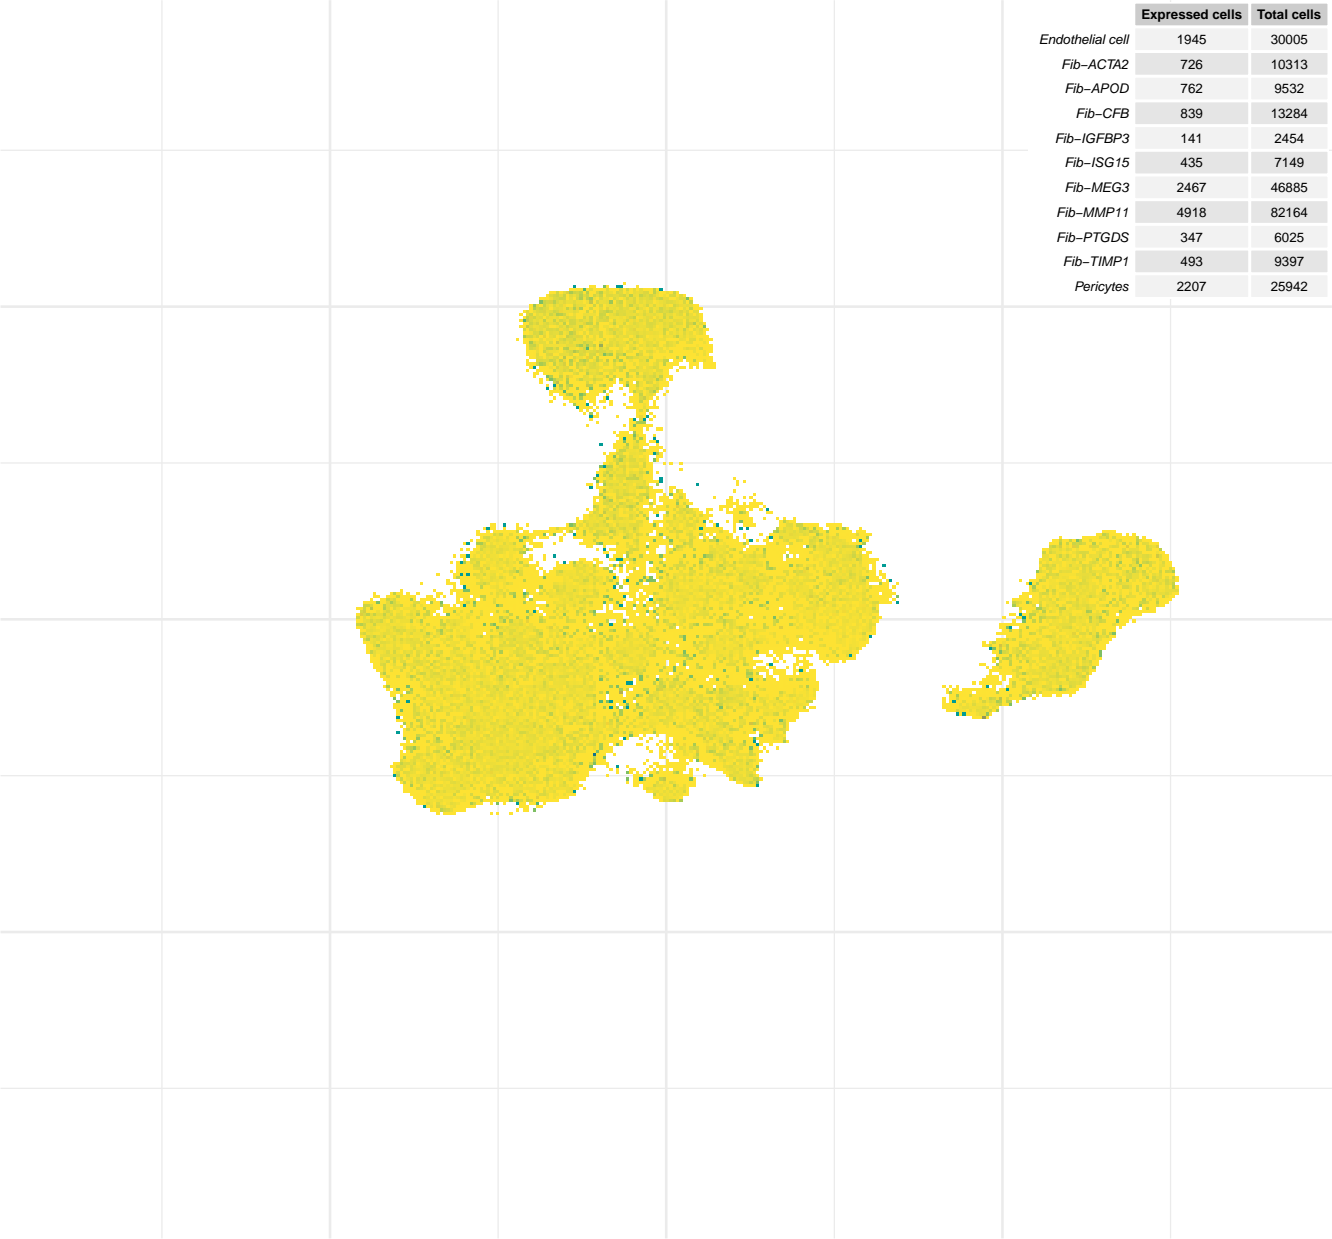 Expressed cells Total cells
Endothelial cell 1945 30005
Fib−ACTA2 726 10313
Fib−APOD 762 9532
Fib−CFB 839 13284
Fib−IGFBP3 141 2454
Fib−ISG15 435 7149
Fib−MEG3 2467 46885
Fib−MMP11 4918 82164
Fib−PTGDS 347 6025
Fib−TIMP1 493 9397
Pericytes 2207 25942